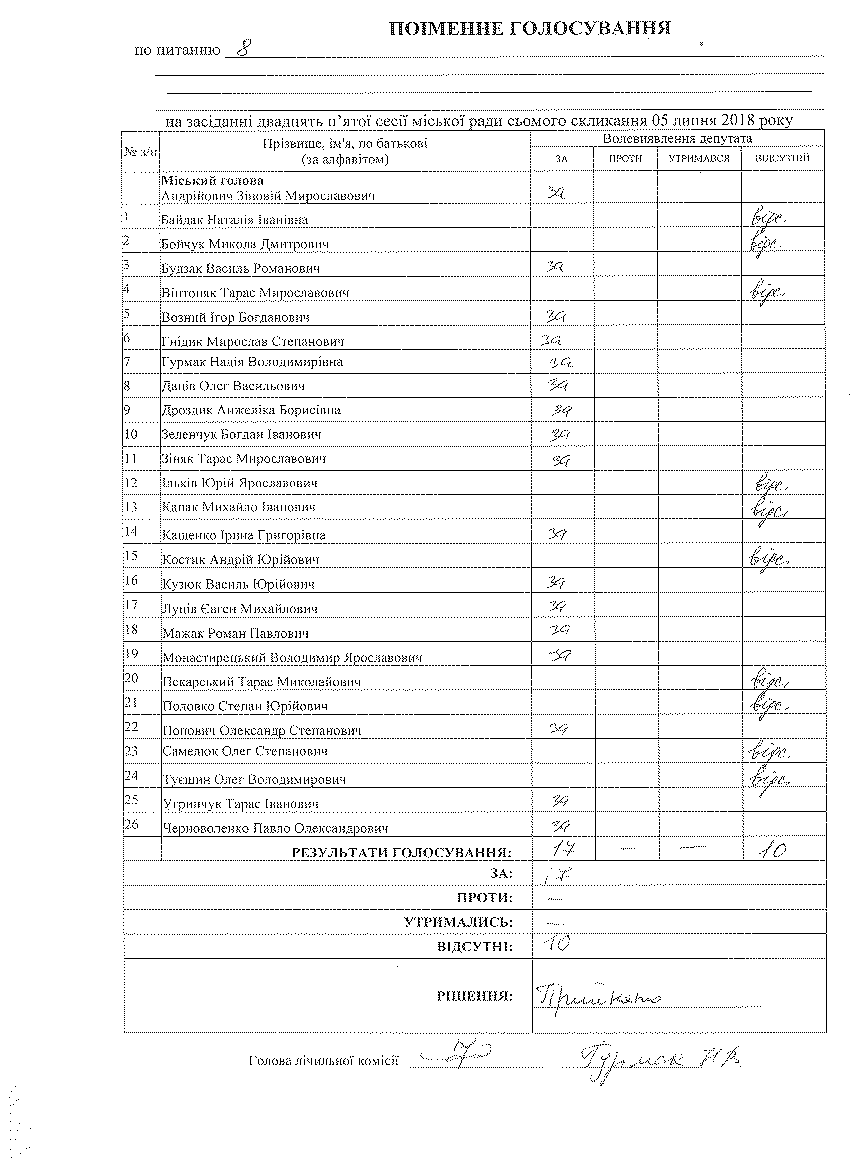 ПОІМЕННЕ ГОЛОСУВАННЯ
по питанню 8
на засіданні двадцять п'ятої сесії міської ради сьомого скликання 05 липня 2018 року
№ з/п Прізвище, ім'я, по батькові (за алфавітом) Волевиявлення депутата
ЗА ПРОТИ УТРИМАВСЯ ВІДСУТНІЙ
Міський голова
Андрійович Зіновій Мирославович за
1 Байдак Наталія Іванівна відс.
2 Бойчук Микола Дмитрович відс.
3 Будзак Василь Романович за
4 Вінтоняк Тарас Мирославович відс.
5 Возний Ігор Богданович за
6 Гнідик Мирослав Степанович за
7 Гурмак Надія Володимирівна за
8 Даців Олег Васильович за
9 Дроздик Анжеліка Борисівна за
10 Зеленчук Богдан Іванович за
11 Зіняк Тарас Мирославович за
12 Ільків Юрій Ярославович відс.
13 Капак Михайло Іванович відс.
14 Кащенко Ірина Григорівна за
15 Костик Андрій Юрійович відс.
16 Кузюк Василь Юрійович за
17 Луців Євген Михайлович за
18 Мажак Роман Павлович за
19 Монастирецький Володимир Ярославович за
20 Пекарський Тарас Миколайович відс.
21 Половко Степан Юрійович відс.
22 Попович Олександр Степанович за
23 Самелюк Олег Степанович відс.
24 Туєшин Олег Володимирович відс.
25 Угринчук Тарас Іванович за
26 Черноволенко Павло Олександрович за
РЕЗУЛЬТАТИ ГОЛОСУВАННЯ: 17 — — 10
ЗА: 17
ПРОТИ: —
УТРИМАЛИСЬ: —
ВІДСУТНІ: 10
РІШЕННЯ: Прийнято
Голова лічильної комісії Гурмак Н.В.